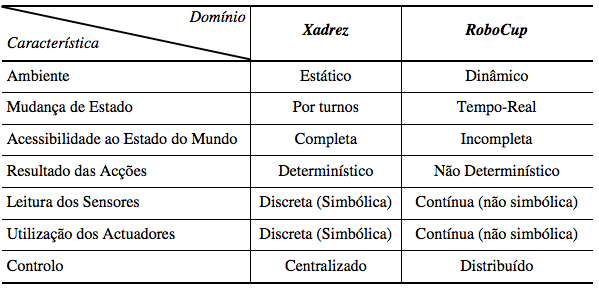 Domínio
Característica Xadrez RoboCup
Ambiente Estático Dinâmico
Mudança de Estado Por turnos Tempo-Real
Acessibilidade ao Estado do Mundo Completa Incompleta
Resultado das Acções Determinístico Não Determinístico
Leitura dos Sensores Discreta (Simbólica) Contínua (não simbólica)
Utilização dos Actuadores Discreta (Simbólica) Contínua (não simbólica)
Controlo Centralizado Distribuído